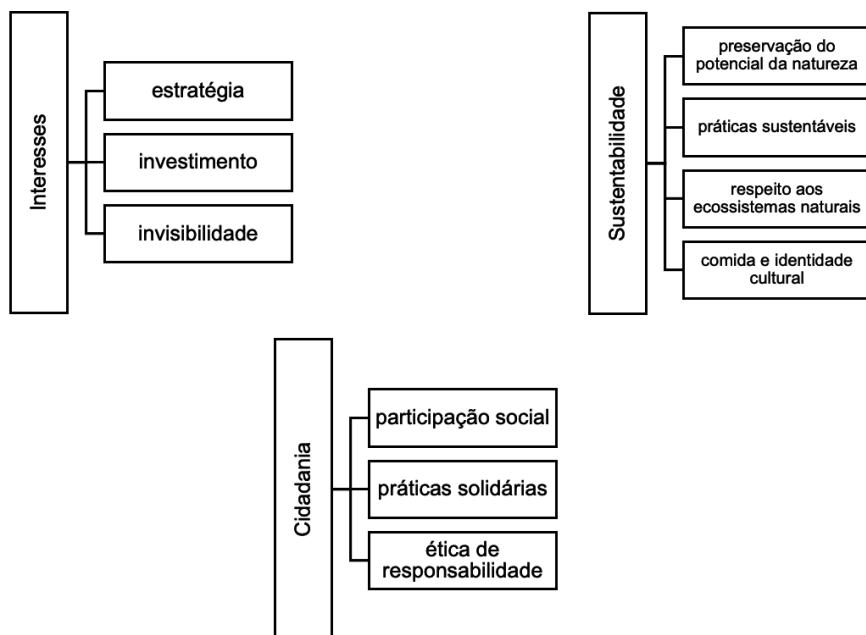 Interesses
estratégia
investimento
invisibilidade
Sustentabilidade
preservação do
potencial da natureza
práticas sustentáveis
respeito aos
ecossistemas naturais
comida e identidade
cultural
Cidadania
participação social
práticas solidárias
ética de
responsabilidade